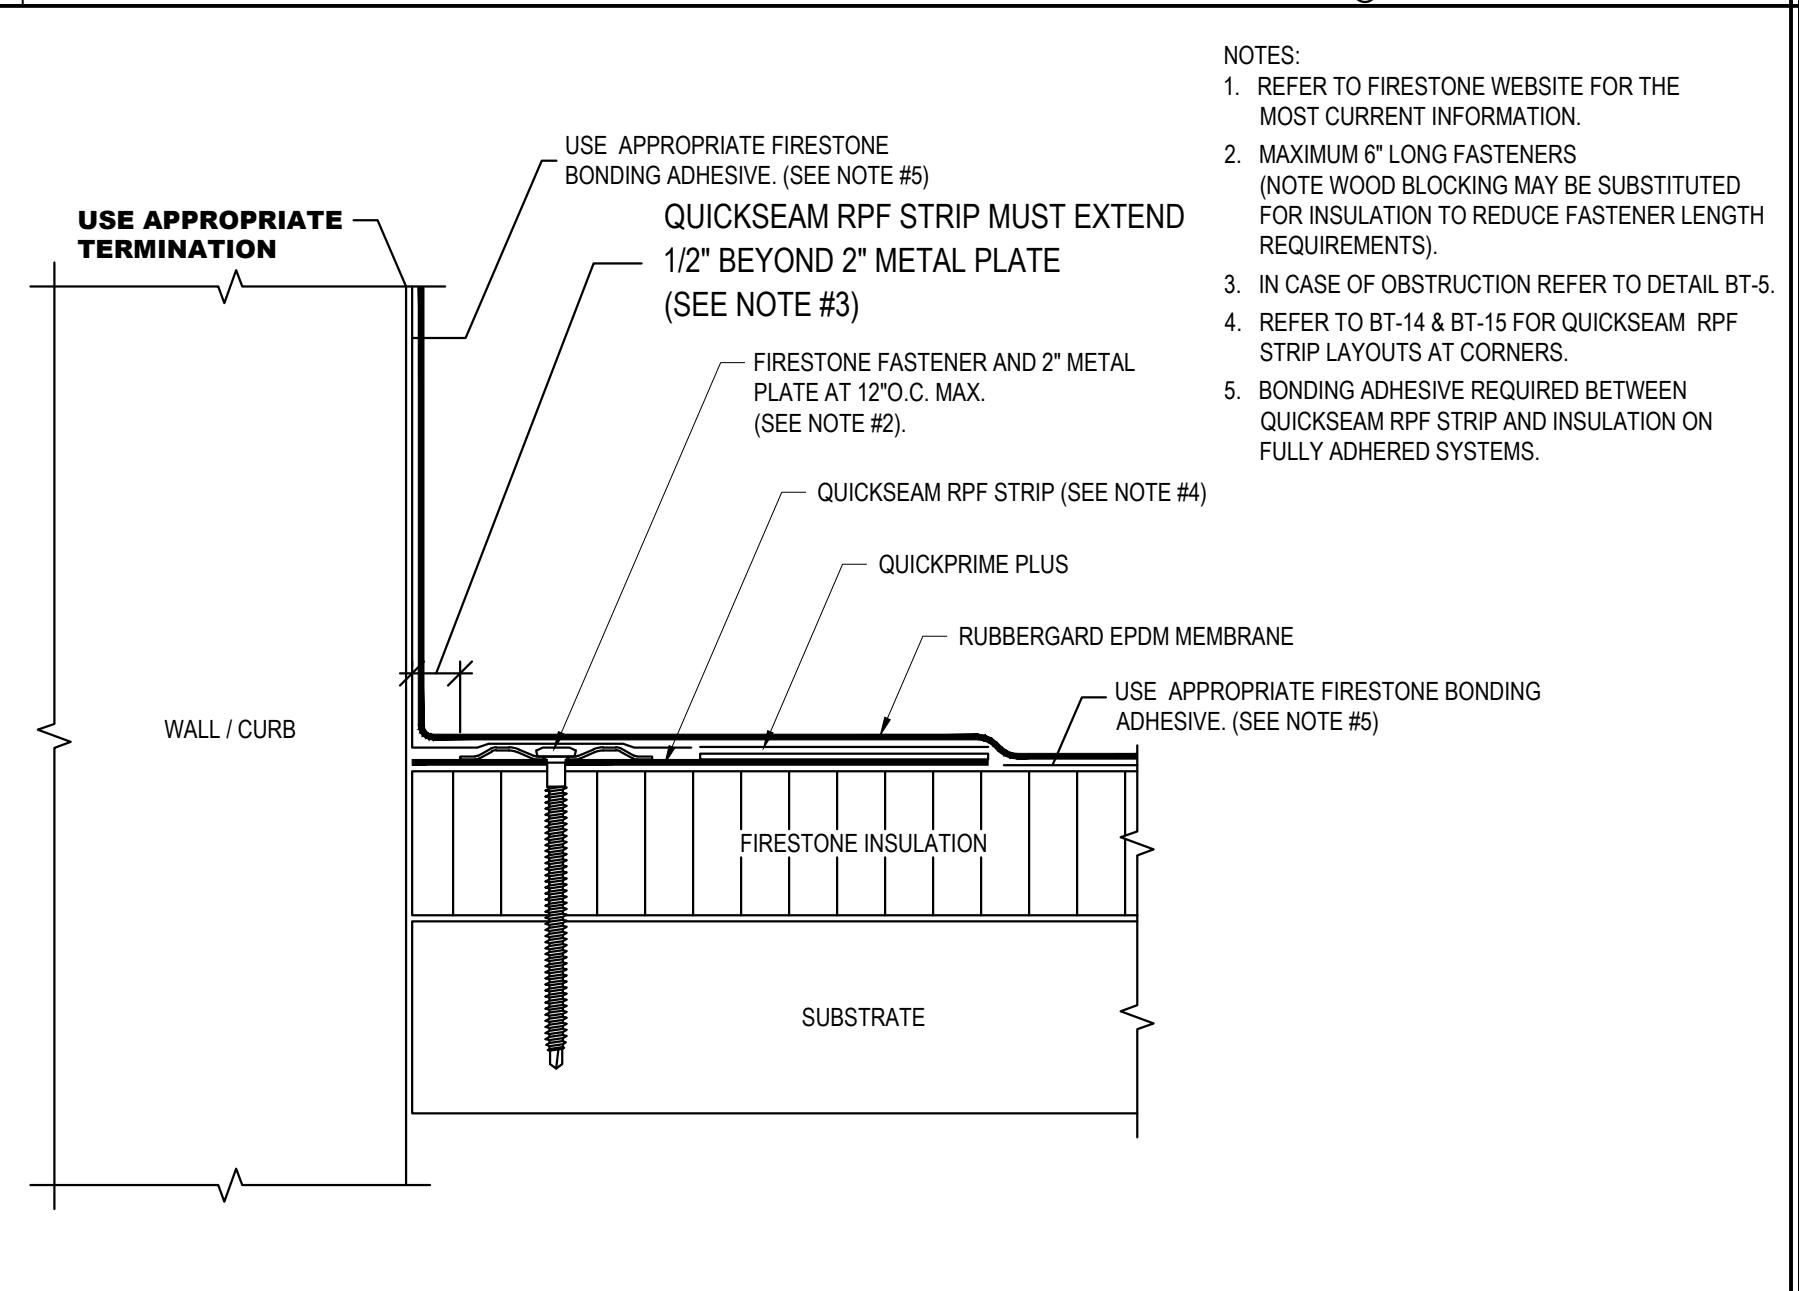 NOTES:
1. REFER TO FIRESTONE WEBSITE FOR THE
MOST CURRENT INFORMATION.
2. MAXIMUM 6" LONG FASTENERS
(NOTE WOOD BLOCKING MAY BE SUBSTITUTED
FOR INSULATION TO REDUCE FASTENER LENGTH
REQUIREMENTS).
3. IN CASE OF OBSTRUCTION REFER TO DETAIL BT-5.
4. REFER TO BT-14 & BT-15 FOR QUICKSEAM RPF
STRIP LAYOUTS AT CORNERS.
5. BONDING ADHESIVE REQUIRED BETWEEN
QUICKSEAM RPF STRIP AND INSULATION ON
FULLY ADHERED SYSTEMS.
USE APPROPRIATE FIRESTONE
BONDING ADHESIVE. (SEE NOTE #5)
USE APPROPRIATE
TERMINATION
QUICKSEAM RPF STRIP MUST EXTEND
1/2" BEYOND 2" METAL PLATE
(SEE NOTE #3)
FIRESTONE FASTENER AND 2" METAL
PLATE AT 12"O.C. MAX.
(SEE NOTE #2).
QUICKSEAM RPF STRIP (SEE NOTE #4)
QUICKPRIME PLUS
RUBBERGARD EPDM MEMBRANE
USE APPROPRIATE FIRESTONE BONDING
ADHESIVE. (SEE NOTE #5)
WALL / CURB
FIRESTONE INSULATION
SUBSTRATE